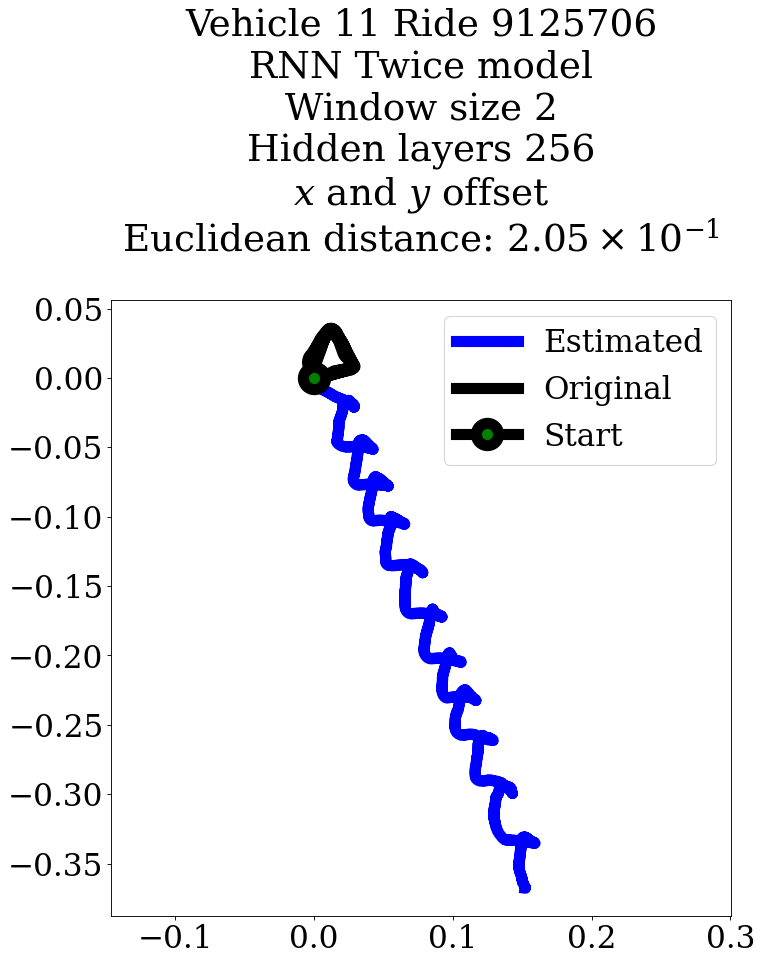 Vehicle 11 Ride 9125706
RNN Twice model
Window size 2
Hidden layers 256
x and y offset
Euclidean distance: 2.05 × 10⁻¹
Estimated
Original
Start
0.05
0.00
−0.05
−0.10
−0.15
−0.20
−0.25
−0.30
−0.35
−0.1 0.0 0.1 0.2 0.3